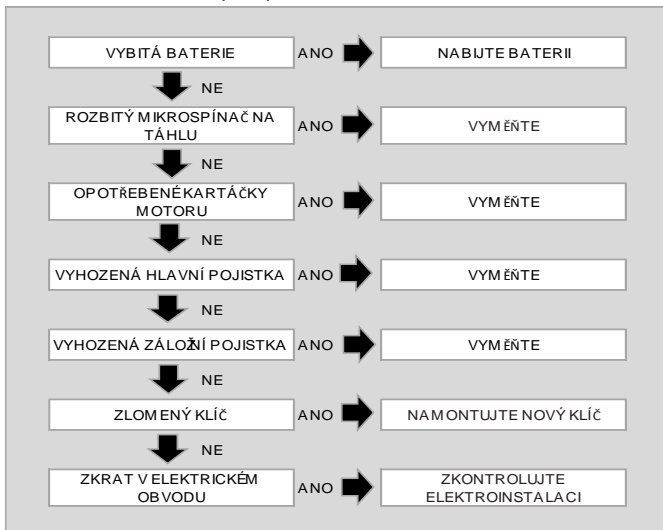 VYBITÁ BATERIE ANO NABIJTE BATERII
NE
ROZBITÝ MIKROSPÍNAČ NA
TÁHLU
ANO VYMĚŇTE
NE
OPOTŘEBENÉ KARTÁČKY
MOTORU
ANO VYMĚŇTE
NE
VYHOZENÁ HLAVNÍ POJISTKA ANO VYMĚŇTE
NE
VYHOZENÁ ZÁLOŽNÍ POJISTKA ANO VYMĚŇTE
NE
ZLOMENÝ KLÍČ ANO NAMONTUJTE NOVÝ KLÍČ
NE
ZKRAT V ELEKTRICKÉM
OBVODU
ANO
ZKONTROLUJTE
ELEKTROINSTALACI